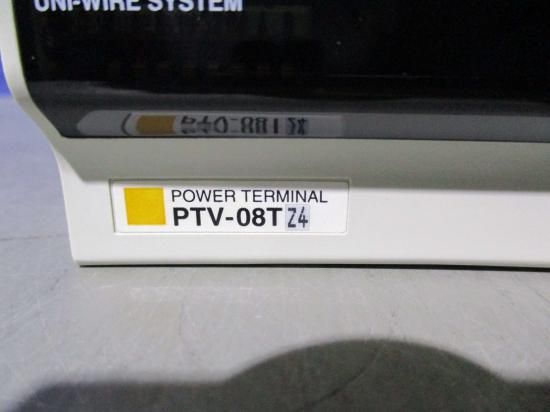 UNI-WIRE SYSTEM
POWER TERMINAL
PTV-08T Z4